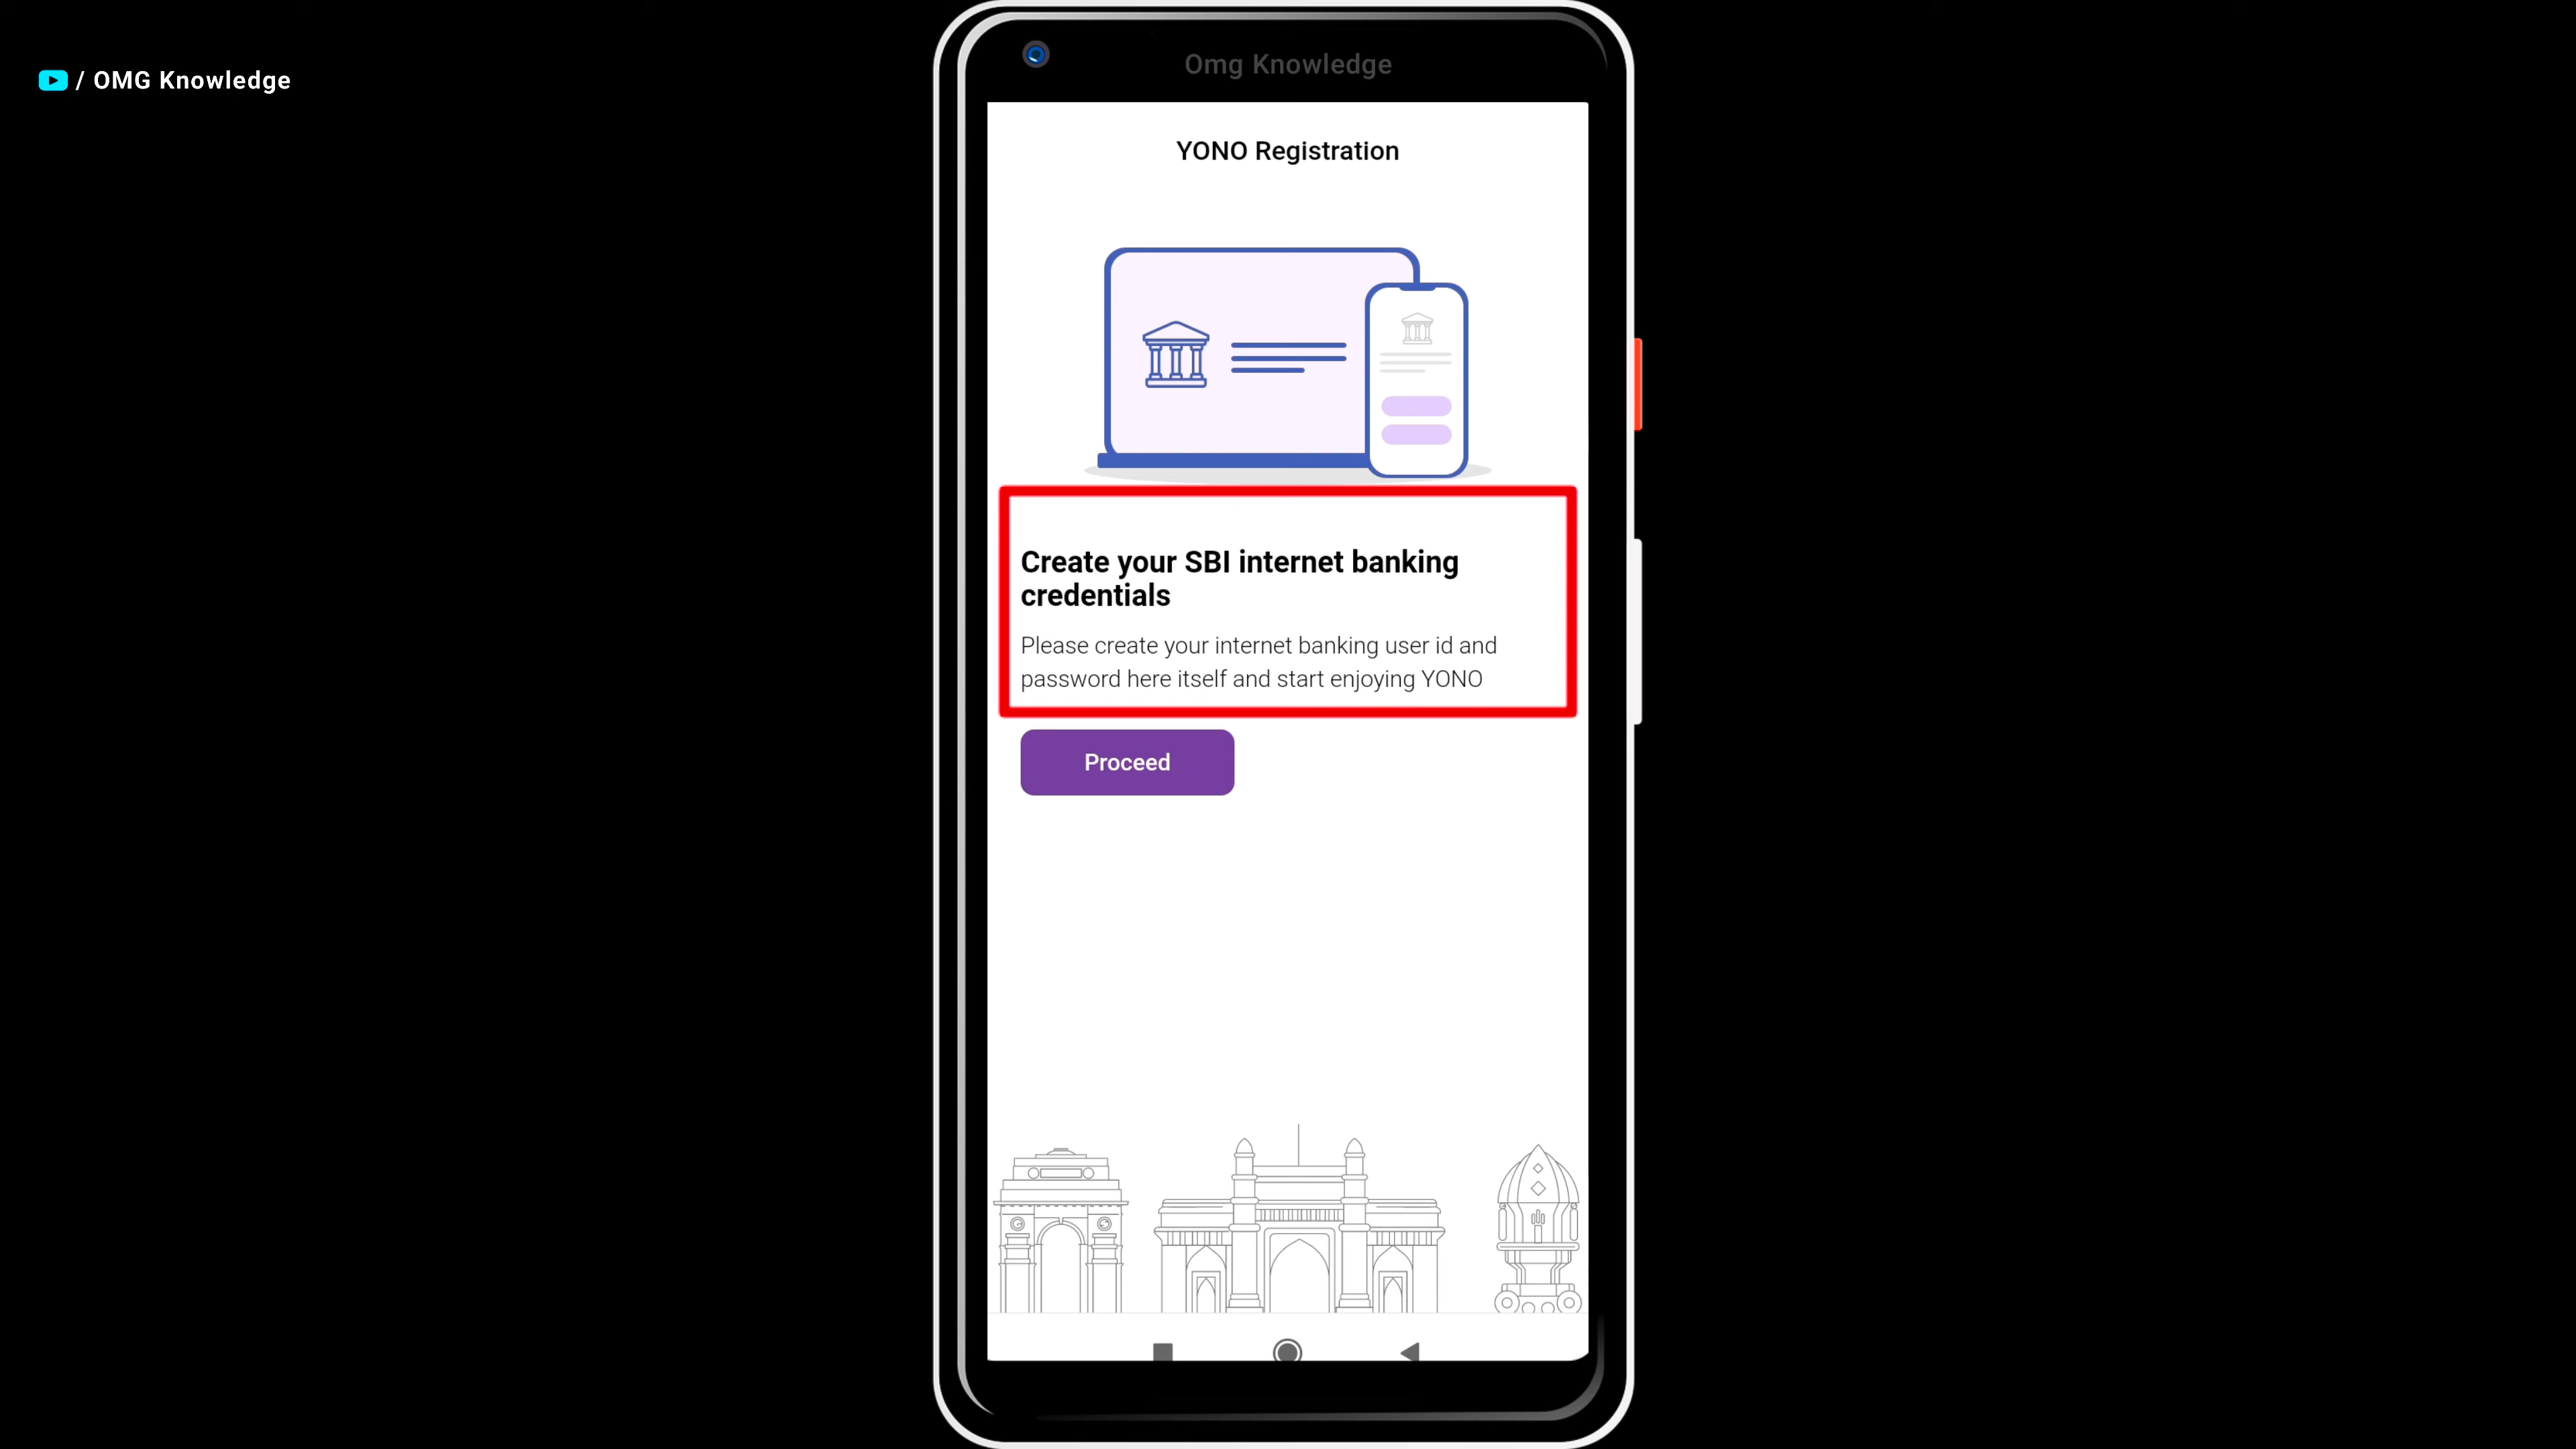 / OMG Knowledge
Omg Knowledge
YONO Registration
Create your SBI internet banking
credentials
Please create your internet banking user id and
password here itself and start enjoying YONO
Proceed